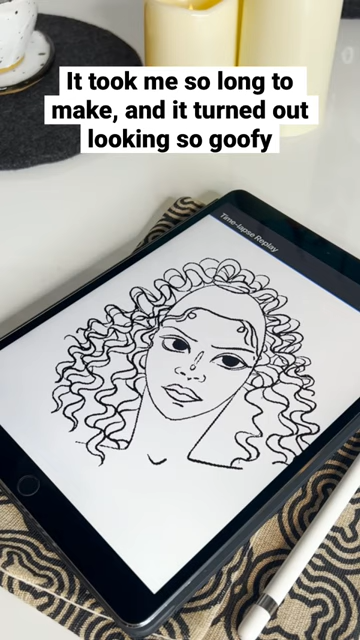 It took me so long to
make, and it turned out
looking so goofy
Time-lapse Replay